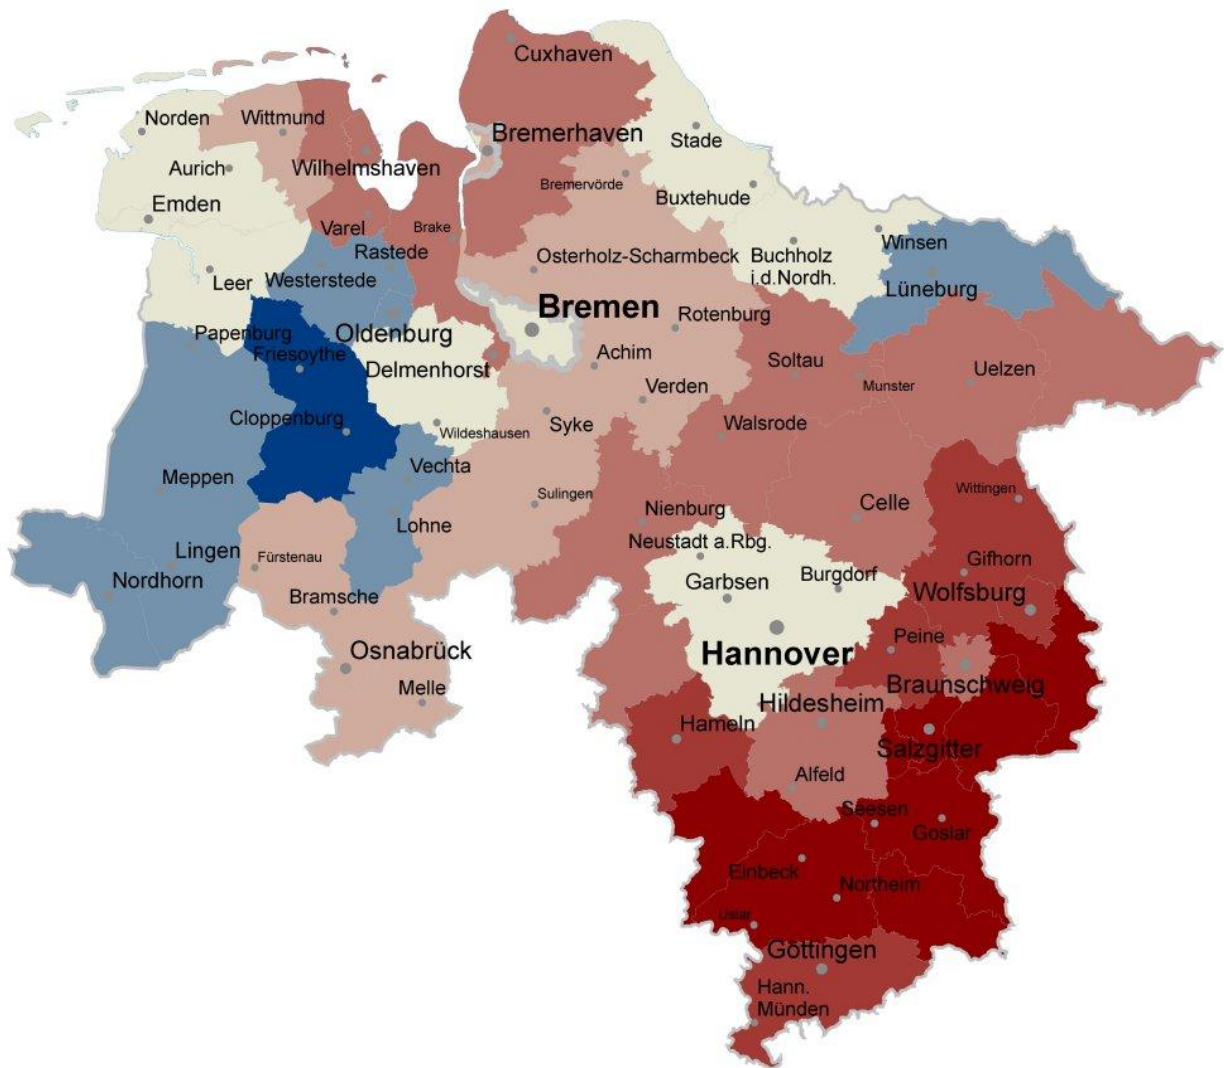 Cuxhaven
Norden
Wittmund
Bremerhaven
Stade
Aurich
Wilhelmshaven
Bremervörde
Buxtehude
Emden
Varel
Brake
Winsen
Rastede
Osterholz-Scharmbeck
Buchholz
i.d.Nordh.
Leer
Westerstede
Lüneburg
Bremen
Rotenburg
Papenburg
Oldenburg
Friesoythe
Achim
Soltau
Delmenhorst
Uelzen
Munster
Verden
Cloppenburg
Wildeshausen
Syke
Walsrode
Vechta
Meppen
Sulingen
Wittingen
Nienburg
Celle
Lohne
Neustadt a.Rbg.
Lingen
Fürstenau
Gifhorn
Nordhorn
Garbsen
Burgdorf
Wolfsburg
Bramsche
Peine
Osnabrück
Hannover
Braunschweig
Melle
Hildesheim
Hameln
Salzgitter
Alfeld
Seesen
Goslar
Einbeck
Northeim
Uslar
Göttingen
Hann.
Münden